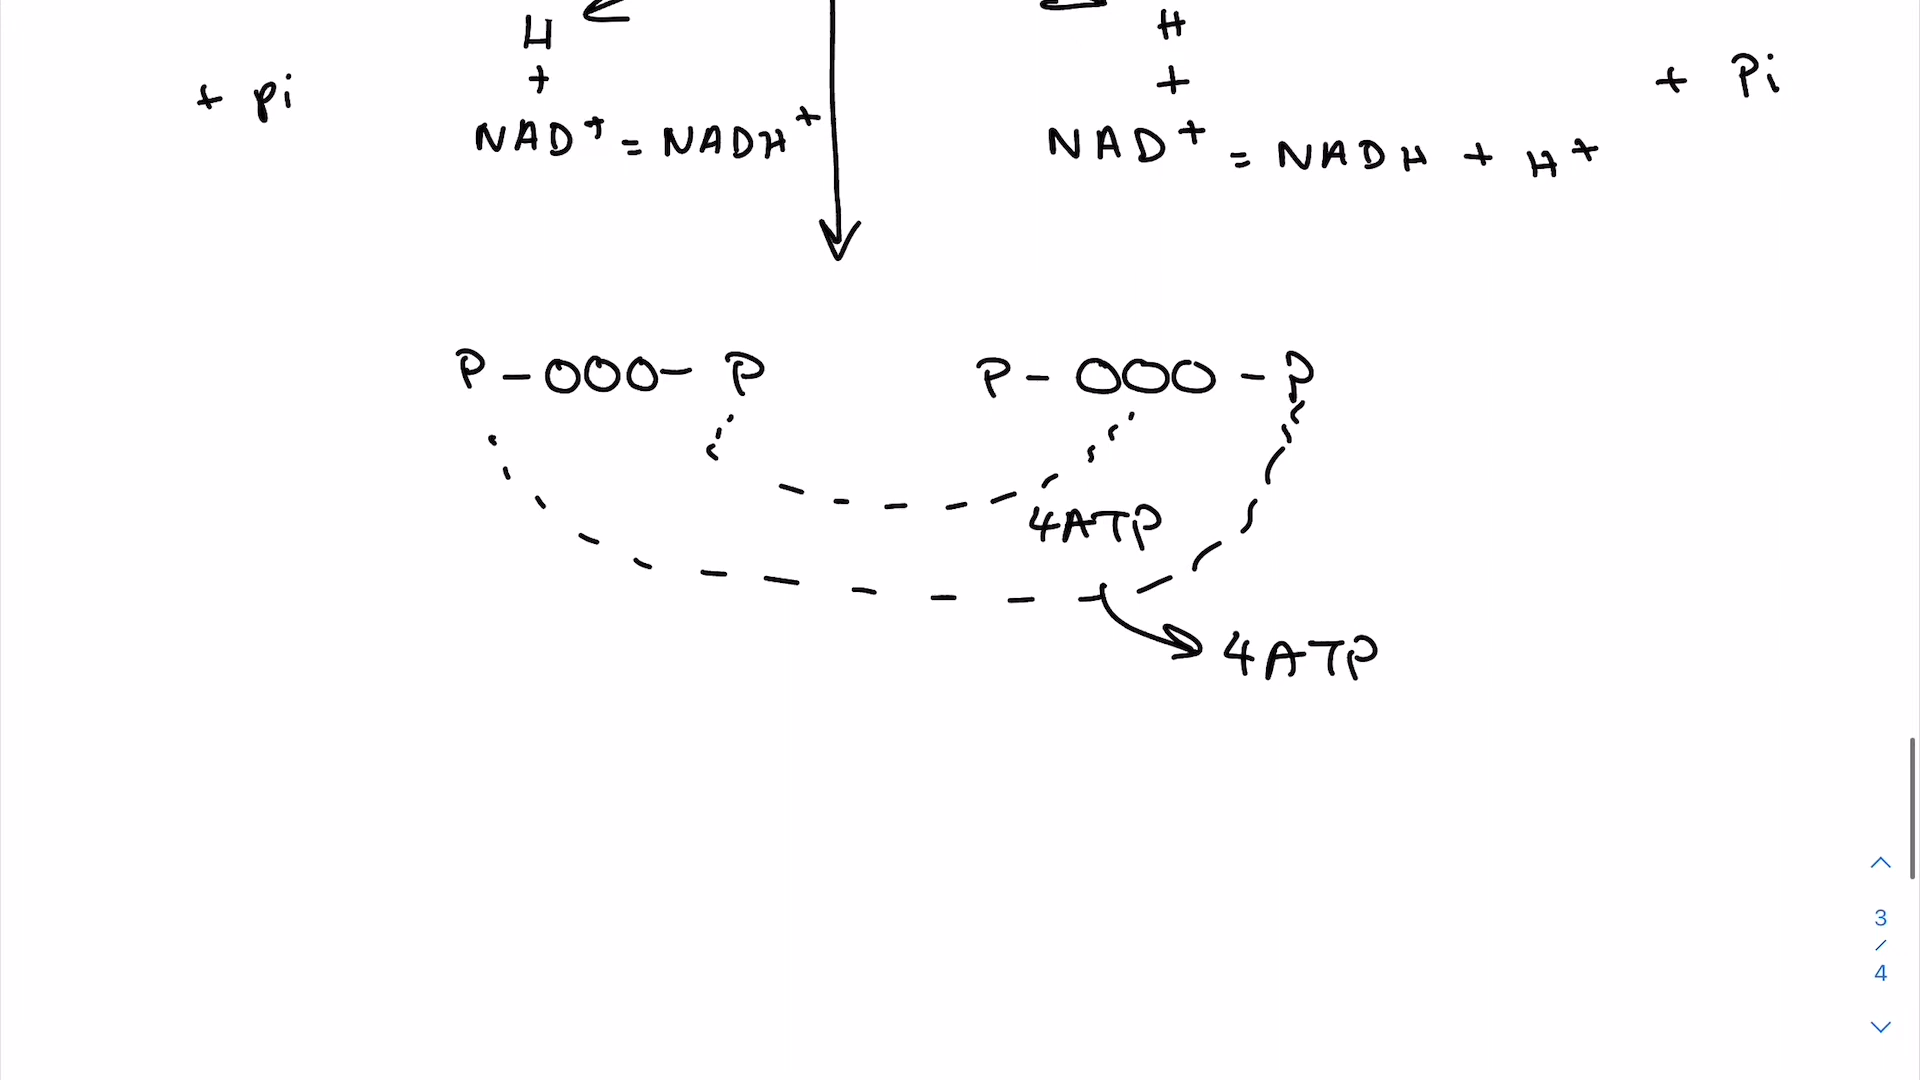 H H
+ pi + + + Pi
NAD⁺ = NADH⁺ NAD⁺ = NADH + H⁺
P - OOO - P P - OOO - P
4ATP
4ATP
3
/
4